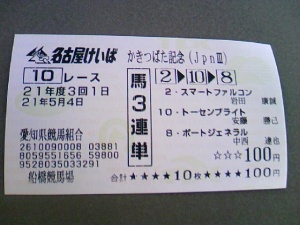 名古屋けいば かきつばた記念(JpnⅢ)
10レース
21年度3回1日
21年5月4日
馬3連単
2→10→8
2・スマートファルコン
岩田 康誠
10・トーセンブライト
安藤 勝己
8・ポートジェネラル
中西 達也
☆☆☆100円
愛知県競馬組合
2610090008 03881
8059551656 59800
9528035033291
船橋競馬場
合計★★★★10枚★★★★100円